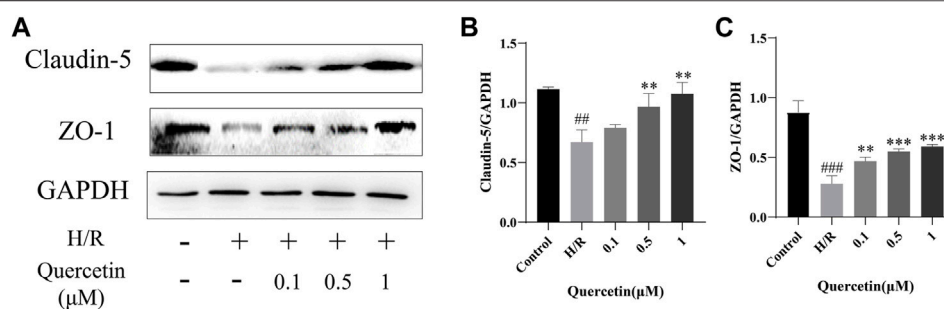 A
Claudin-5
ZO-1
GAPDH
H/R - + + + +
Quercetin - - 0.1 0.5 1
(μM)
B
Claudin-5/GAPDH
1.5
1.0
0.5
0.0
##
**
**
Control H/R 0.1 0.5 1
Quercetin(μM)
C
ZO-1/GAPDH
1.5
1.0
0.5
0.0
###
**
***
***
Control H/R 0.1 0.5 1
Quercetin(μM)